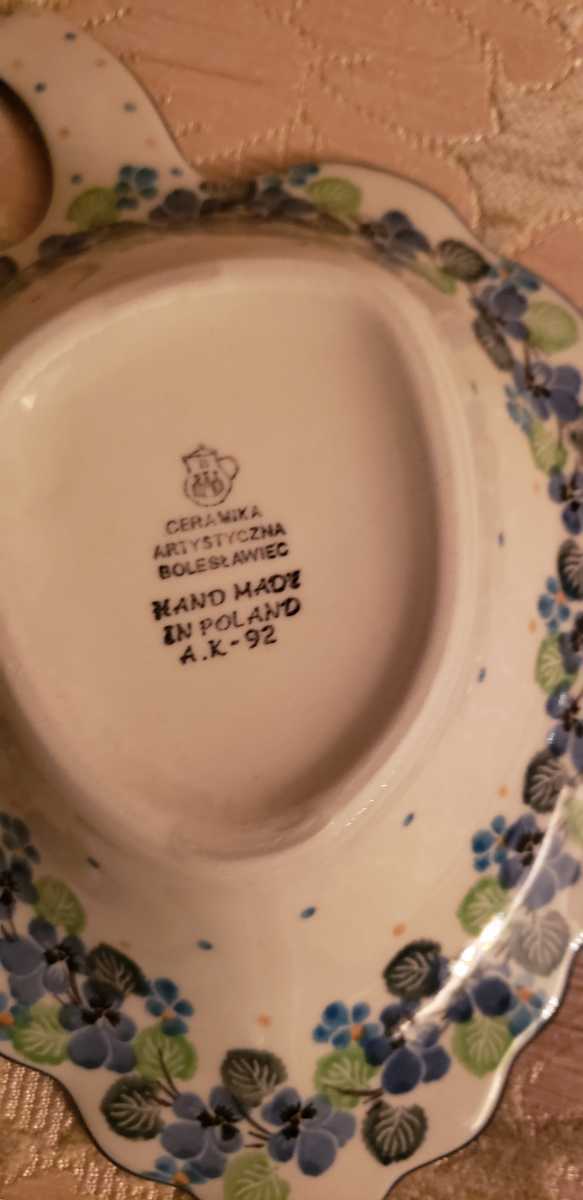 CERAMIKA
ARTYSTYCZNA
BOLESŁAWIEC
HAND MADE
IN POLAND
A.K-92